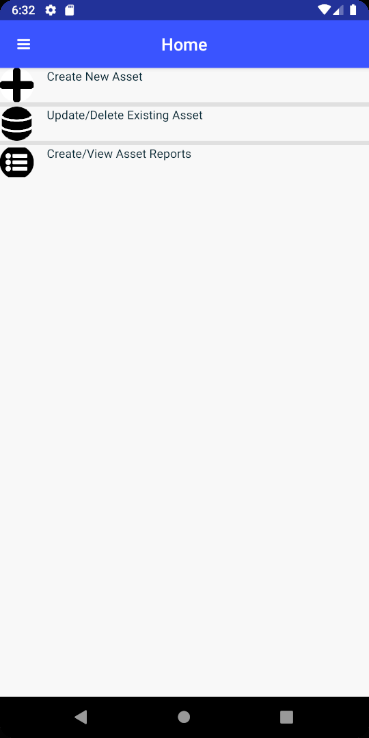 6:32
Home
Create New Asset
Update/Delete Existing Asset
Create/View Asset Reports